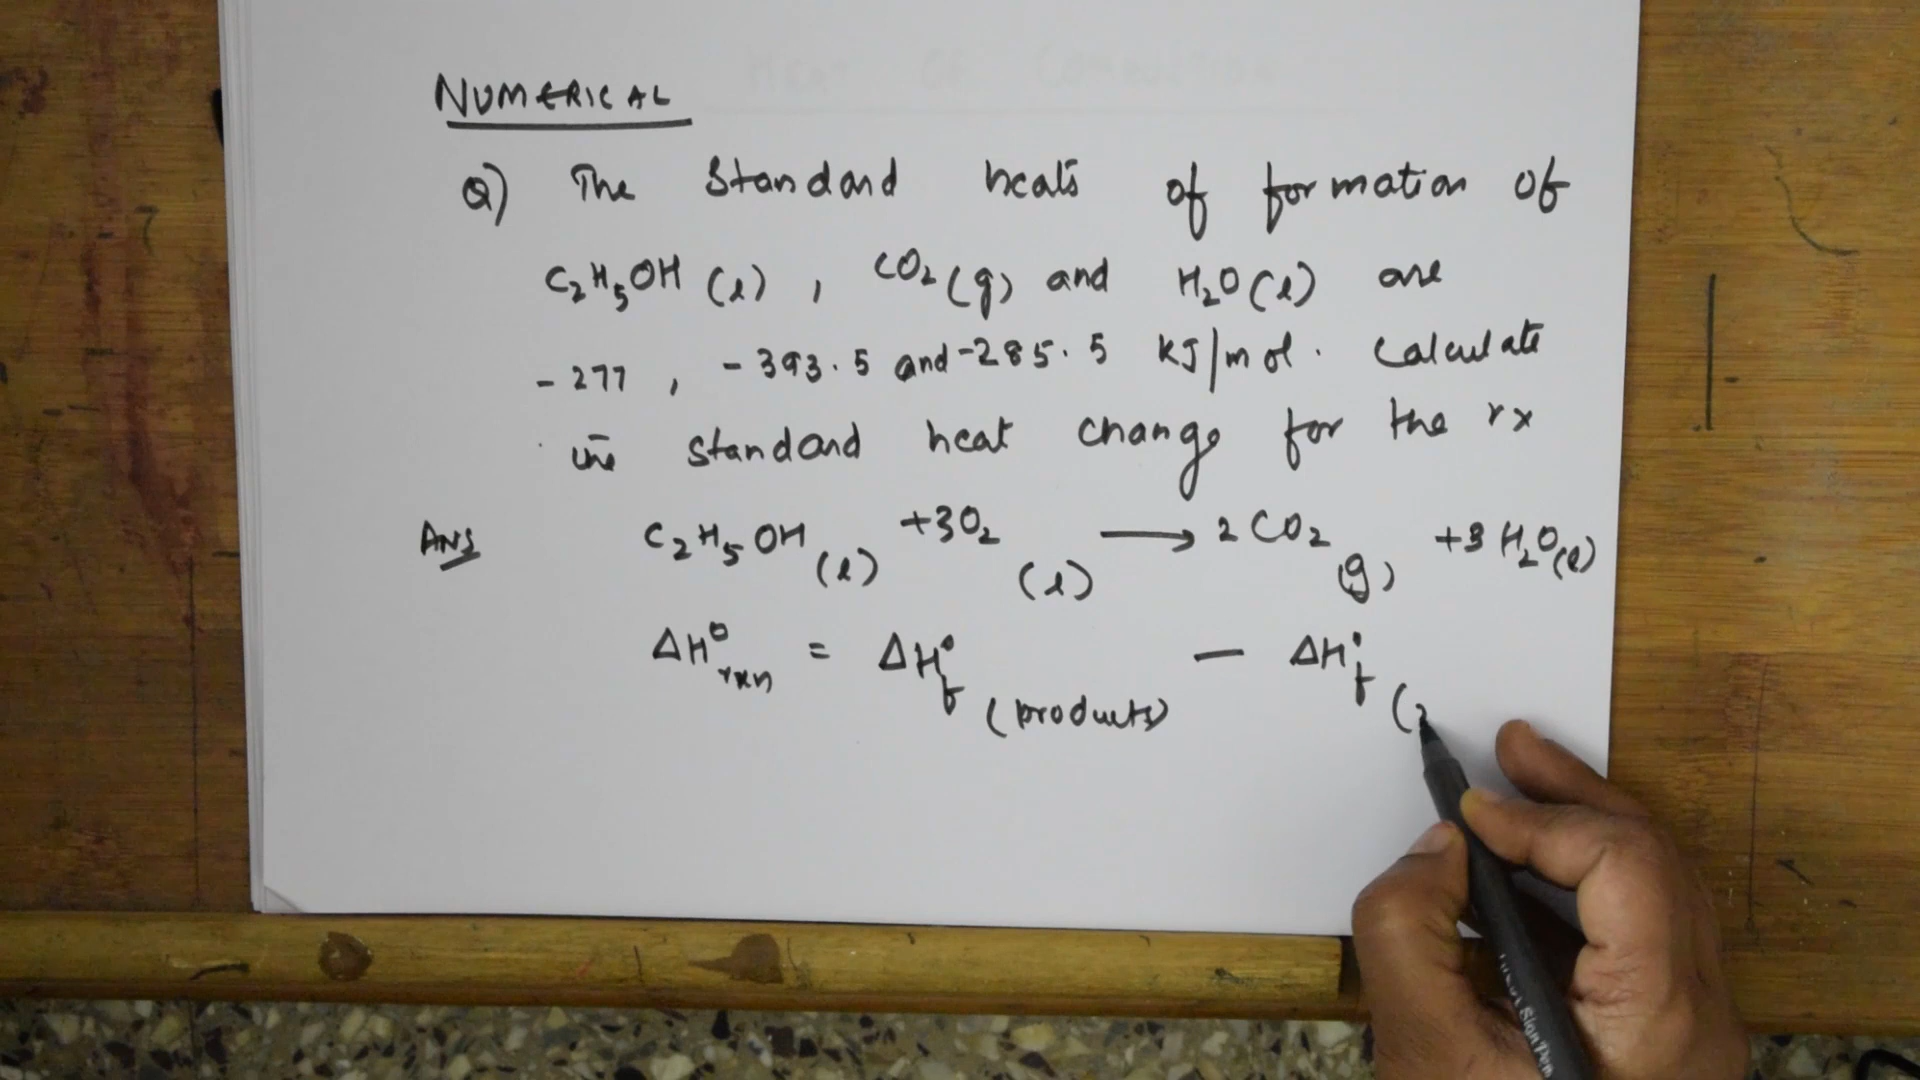 NUMERICAL
Q) The Standard heats of formation of
C₂H₅OH (l) , CO₂ (g) and H₂O (l) are
-277 , -393.5 and -285.5 KJ/mol. Calculate
the standard heat change for the rx
Ans C₂H₅OH (l) +3O₂ (l) → 2 CO₂ (g) +3 H₂O (l)
ΔH°rxn = ΔH°f (products) — ΔH°f (